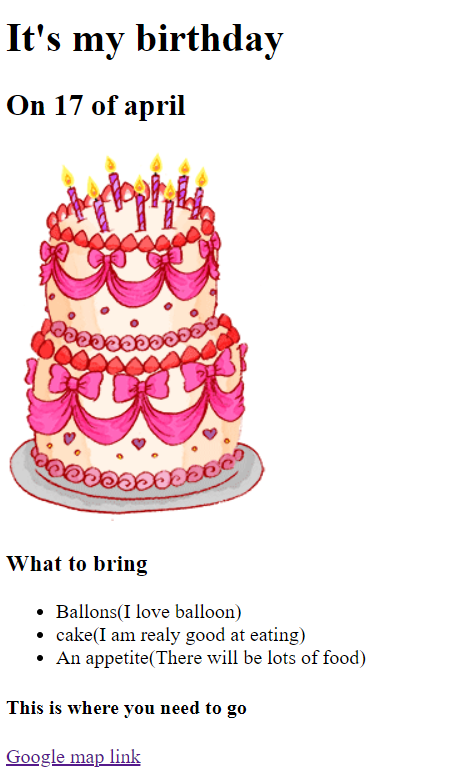 It's my birthday
On 17 of april
What to bring
Ballons(I love balloon)
cake(I am realy good at eating)
An appetite(There will be lots of food)
This is where you need to go
Google map link